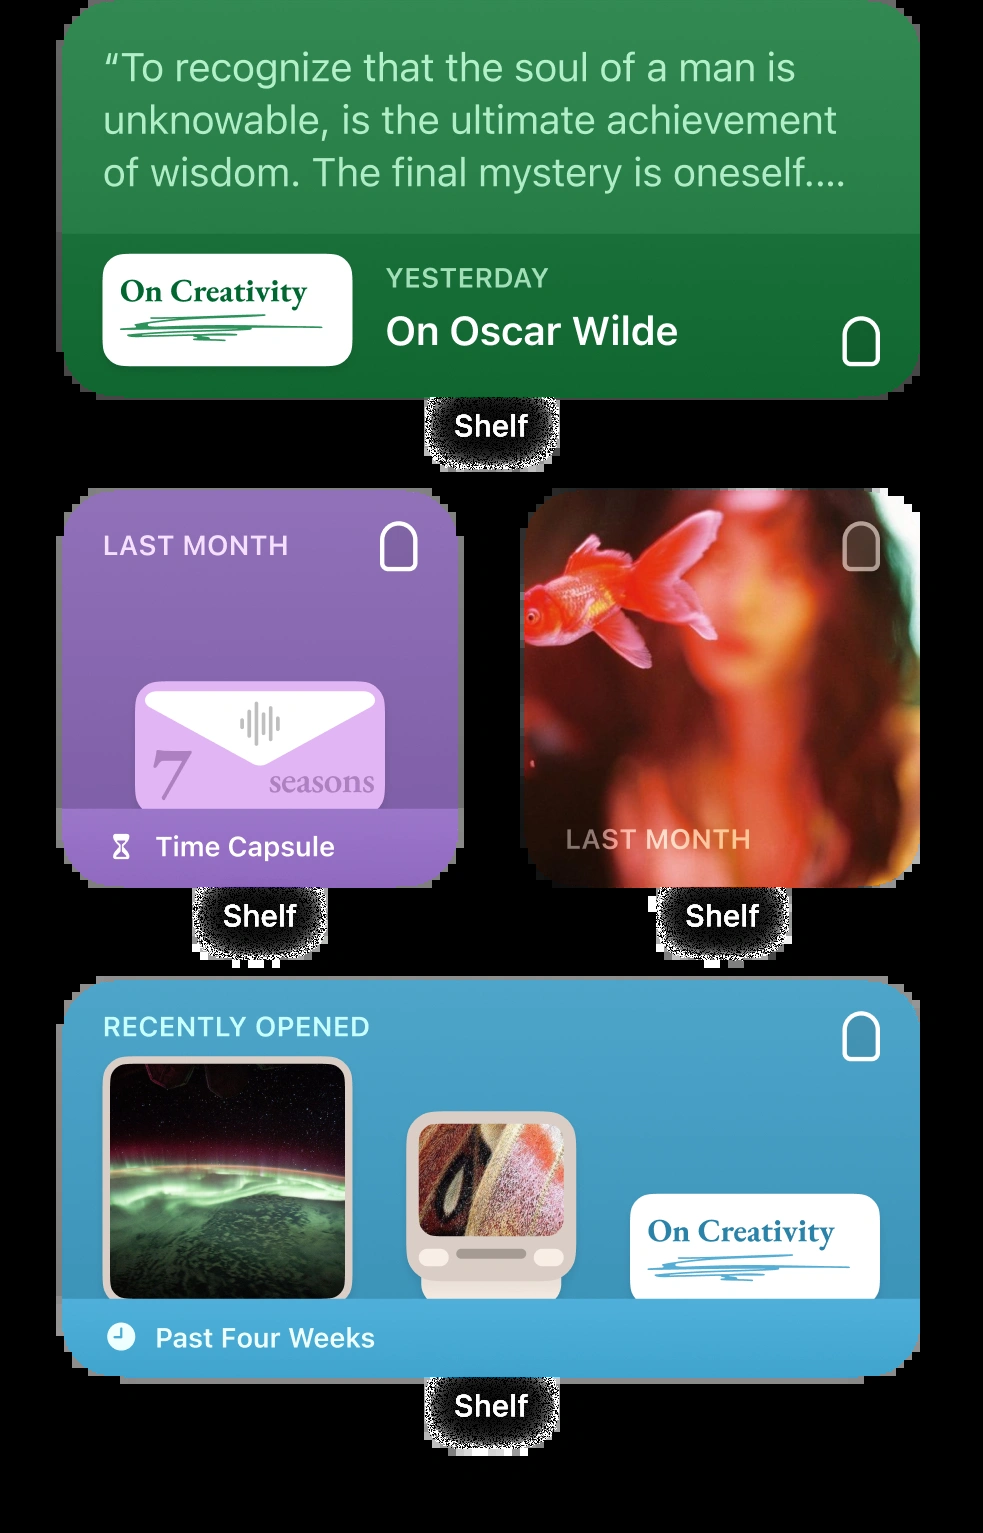 “To recognize that the soul of a man is
unknowable, is the ultimate achievement
of wisdom. The final mystery is oneself....
On Creativity
YESTERDAY
On Oscar Wilde
Shelf
LAST MONTH
7
seasons
Time Capsule
Shelf
LAST MONTH
Shelf
RECENTLY OPENED
On Creativity
Past Four Weeks
Shelf